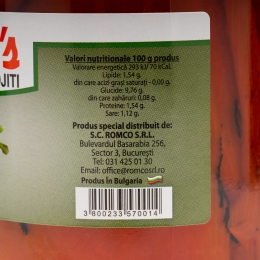 's
JITI
Valori nutritionale 100 g produs
Valoare energetică 293 kJ/ 70 kCal,
Lipide: 1,54 g,
din care acizi grași saturați - 0,00 g,
Glucide: 9,76 g,
din care zaharuri: 0,08 g,
Proteine: 1,54 g,
Sare: 1,12 g,
Produs special distribuit de:
S.C. ROMCO S.R.L.
Bulevardul Basarabia 256,
Sector 3, București
Tel: 031 425 01 30
Email: office@romcosrl.ro
Produs în Bulgaria
3 800233 570014